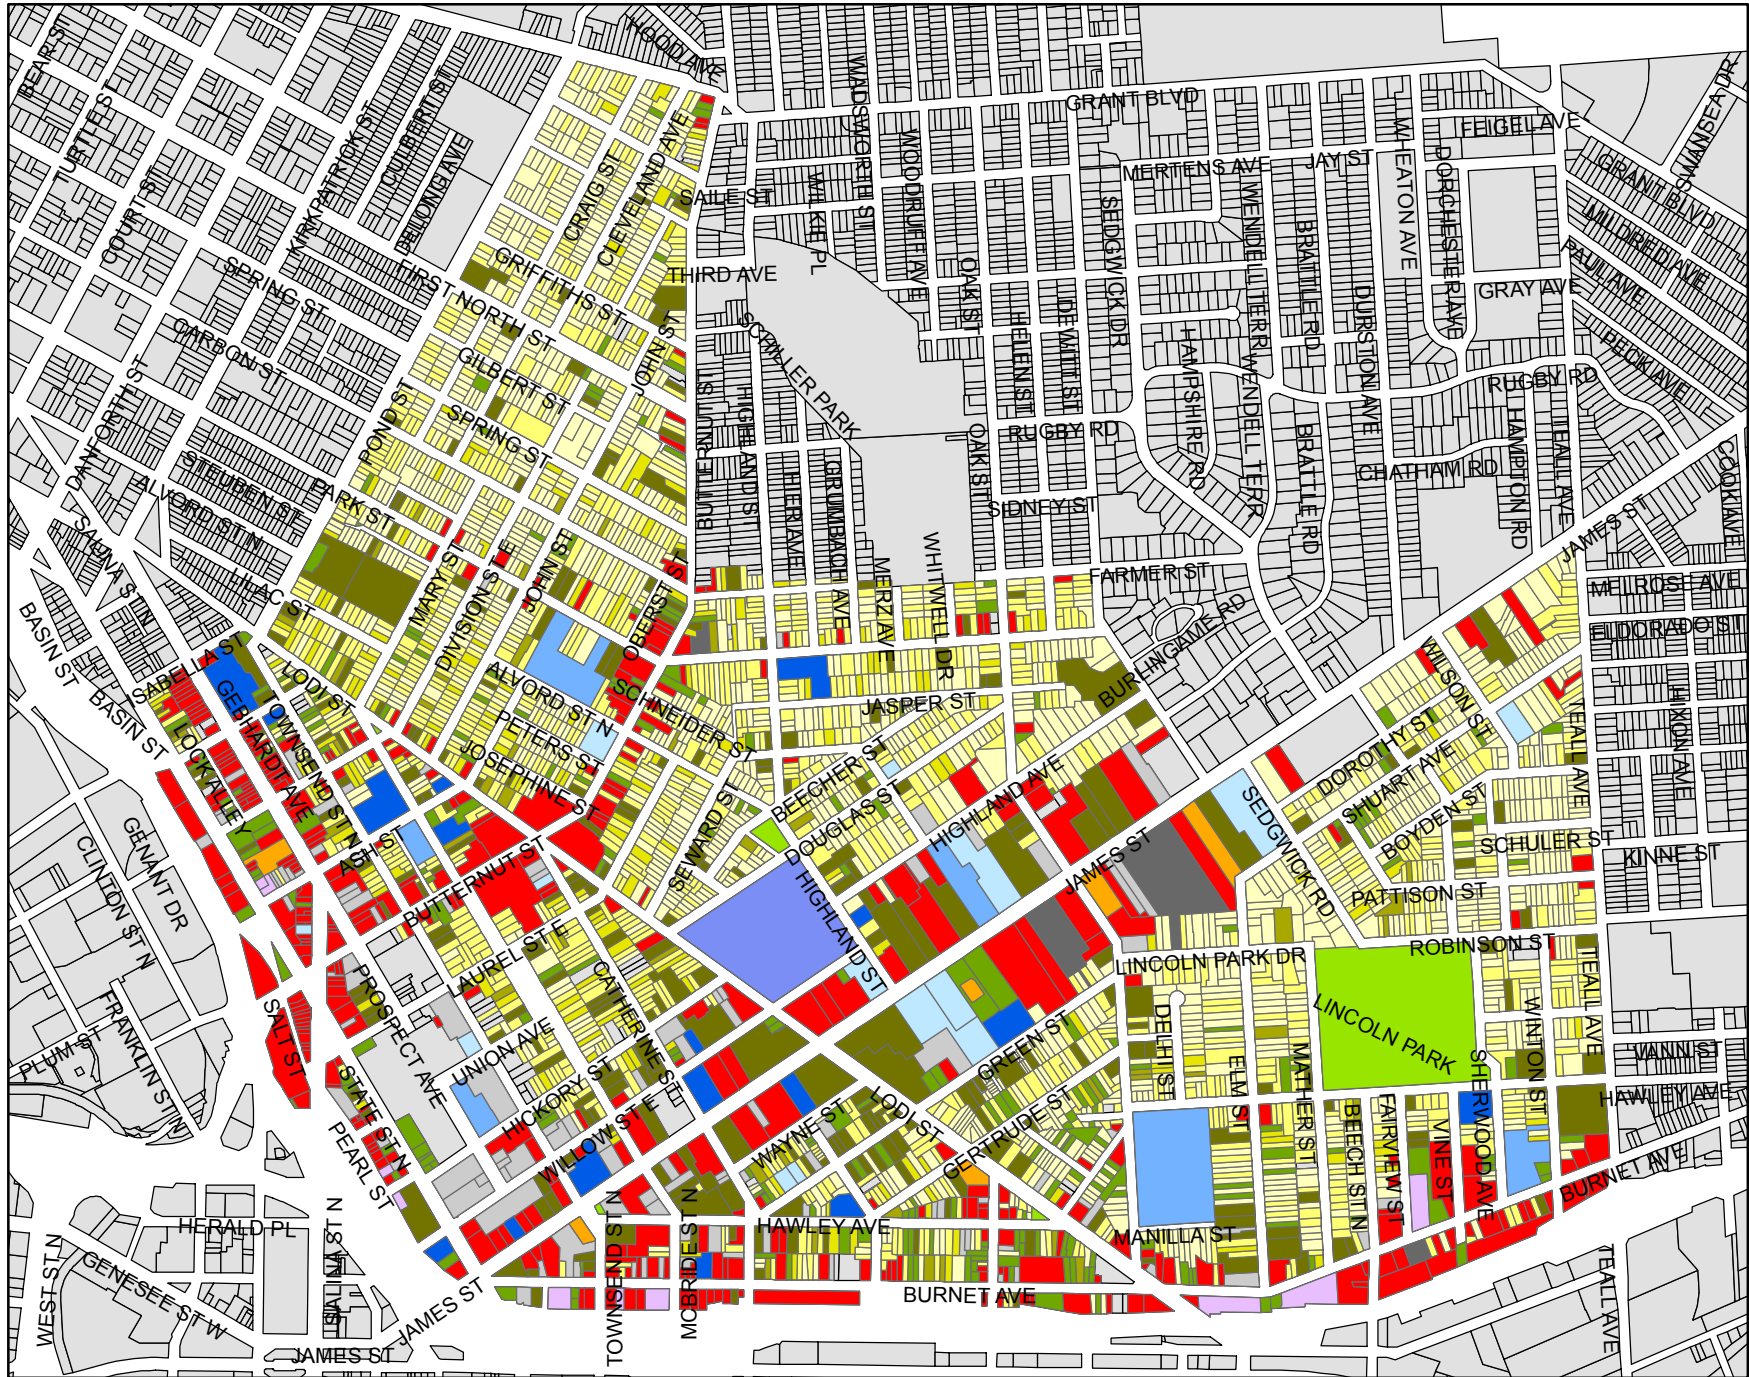 HOOD AVE
BEAR ST
TURTLE ST
COURT ST
KIRKPATRICK ST
CULBERT ST
DELONG AVE
CRAIG ST
CLEVELAND AVE
SAILE ST
WADSWORTH ST
WILKE PL
WOODRUFF AVE
GRANT BLVD
MERTENS AVE
JAY ST
WHEATON AVE
DORCHESTER AVE
FEIGEL AVE
SWANSEA DR
GRANT BLVD
MILDRED AVE
PAUL AVE
GRAY AVE
PECK AVE
SEDGWICK DR
WENDELL TERR
BRATTLE RD
DURSTON AVE
SPRING ST
CARBON ST
FIRST NORTH ST
GRIFFITHS ST
THIRD AVE
SCHILLER PARK
OAK ST
HELEN ST
DEWITT ST
HAMPSHIRE RD
RUGBY RD
RUGBY RD
GILBERT ST
JOHN ST
SPRING ST
POND ST
DANFORTH ST
BUTTERNUT ST
HIGHLAND ST
HIER AVE
GRUMBACH AVE
OAK ST
SIDNEY ST
WENDELL TERR
BRATTLE RD
CHATHAM RD
HAMPTON RD
TEALL AVE
COOK AVE
JAMES ST
STEUBEN ST
ALVORD ST N
PARK ST
SALINA ST N
LILAC ST
MARY ST
DIVISION ST E
JOHN ST
OBERST ST
MERZ AVE
WHITWELL DR
FARMER ST
BURLINGAME RD
MELROSE AVE
ELDORADO ST
HIXON AVE
WILSON ST
TEALL AVE
BASIN ST
BASIN ST
ISABELLA ST
LODI ST
GEBHARDT AVE
TOWNSEND ST N
LOCK ALLEY
ALVORD ST N
PETERS ST
JOSEPHINE ST
SCHNEIDER ST
JASPER ST
BEECHER ST
DOUGLAS ST
SEWARD ST
HIGHLAND AVE
HIGHLAND ST
JAMES ST
SEDGWICK RD
DOROTHY ST
SHUART AVE
BOYDEN ST
SCHULER ST
KINNE ST
PATTISON ST
ROBINSON ST
ASH ST
BUTTERNUT ST
GENANT DR
CLINTON ST N
FRANKLIN ST N
PLUM ST
SALT ST
PROSPECT AVE
LAUREL ST E
UNION AVE
CATHERINE ST
HICKORY ST
WILLOW ST E
STATE ST N
PEARL ST
GREEN ST
WAYNE ST
LODI ST
GERTRUDE ST
LINCOLN PARK DR
LINCOLN PARK
DELHI ST
ELM ST
MATHER ST
BEECH ST N
FAIRVIEW ST
VINE ST
SHERWOOD AVE
WINTON ST
TEALL AVE
VANN ST
HAWLEY AVE
BURNET AVE
MANILLA ST
HAWLEY AVE
BURNET AVE
TOWNSEND ST N
MCBRIDE ST N
HERALD PL
GENESEE ST W
WEST ST N
SALINA ST N
JAMES ST
JAMES ST
TEALL AVE